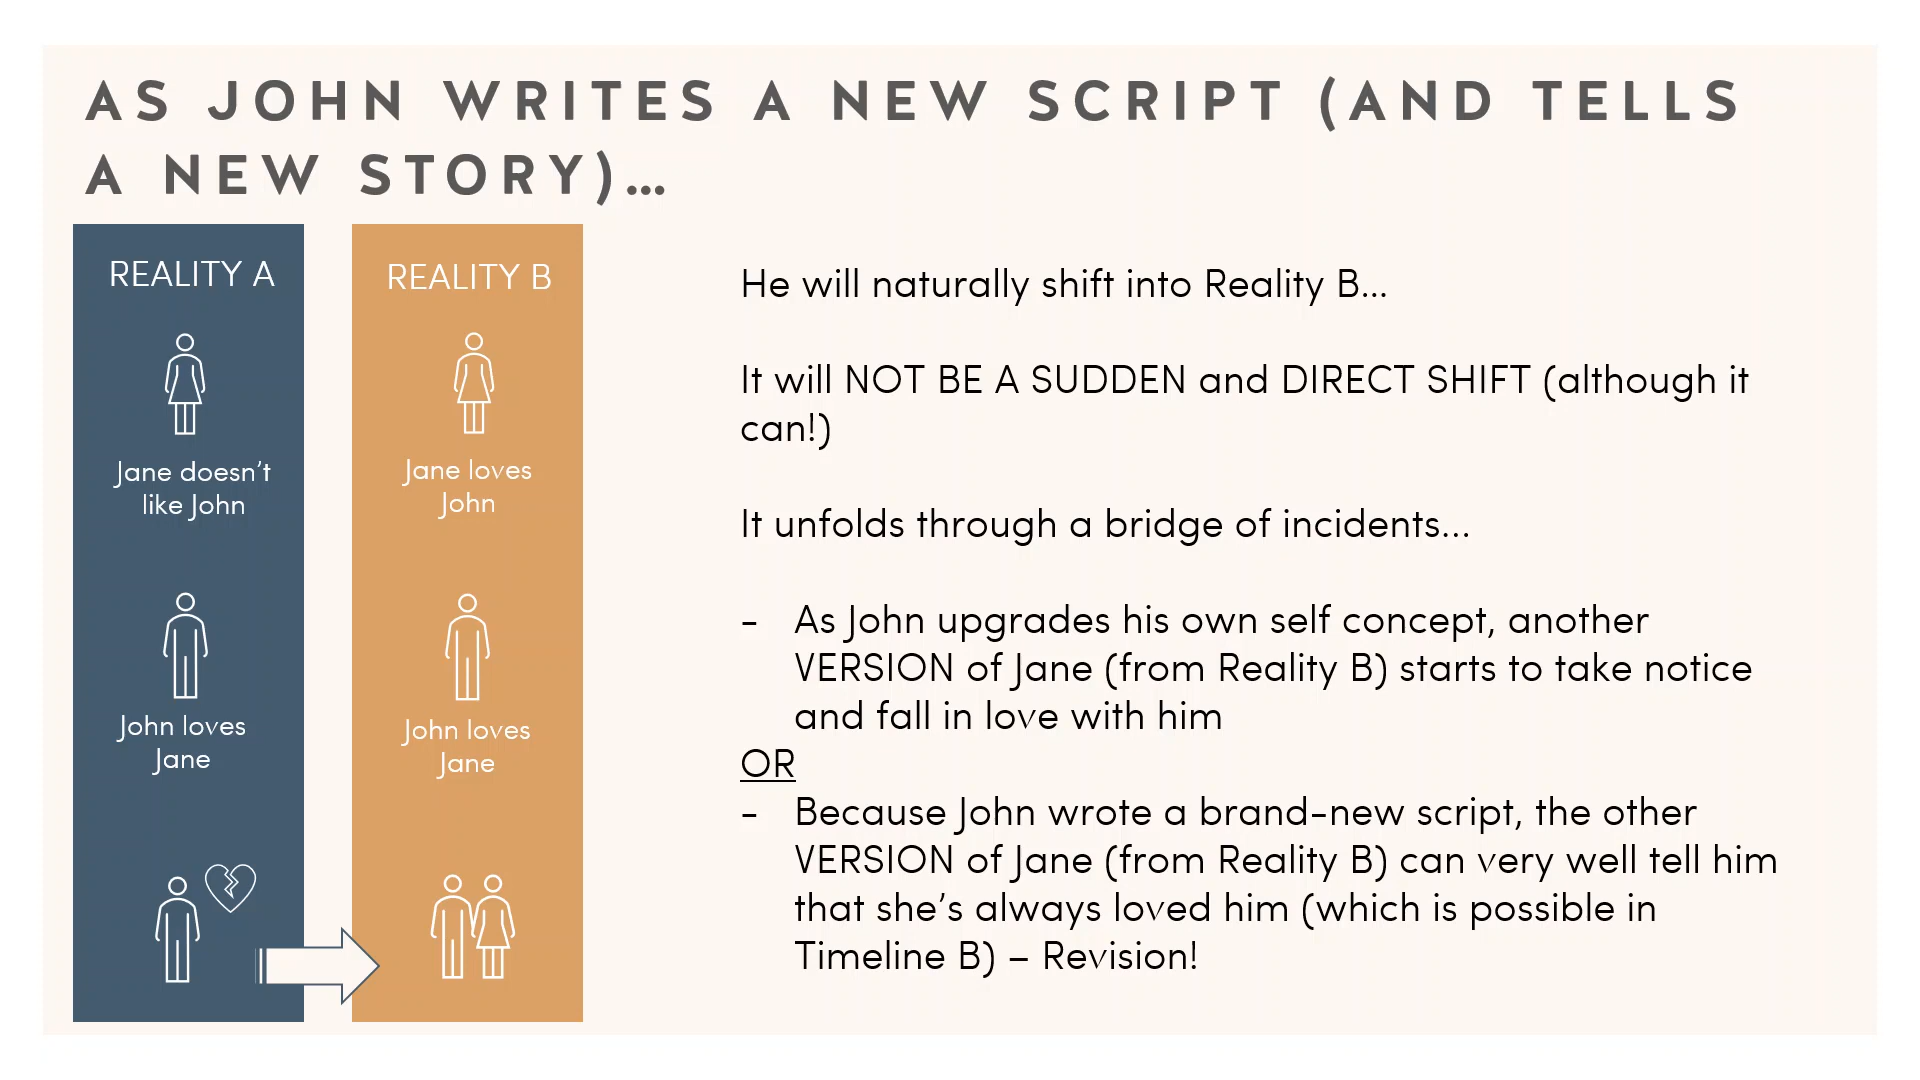 AS JOHN WRITES A NEW SCRIPT (AND TELLS
A NEW STORY)...
REALITY A
Jane doesn't
like John
John loves
Jane
REALITY B
Jane loves
John
John loves
Jane
He will naturally shift into Reality B...
It will NOT BE A SUDDEN and DIRECT SHIFT (although it
can!)
It unfolds through a bridge of incidents...
- As John upgrades his own self concept, another
VERSION of Jane (from Reality B) starts to take notice
and fall in love with him
OR
- Because John wrote a brand-new script, the other
VERSION of Jane (from Reality B) can very well tell him
that she's always loved him (which is possible in
Timeline B) – Revision!